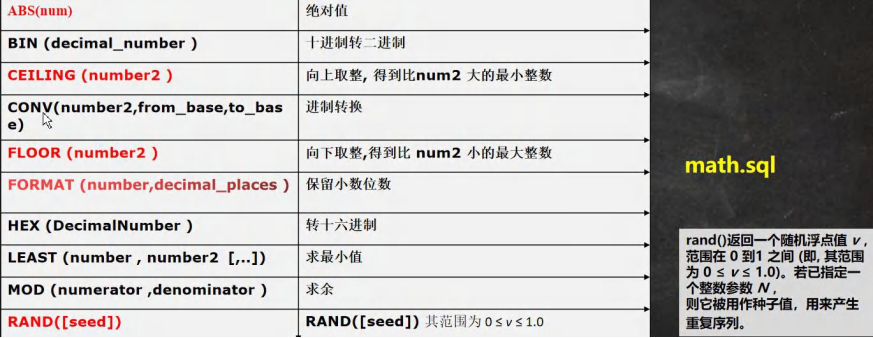 ABS(num) 绝对值
BIN (decimal_number ) 十进制转二进制
CEILING (number2 ) 向上取整, 得到比num2 大的最小整数
CONV(number2,from_base,to_bas 进制转换
e)
FLOOR (number2 ) 向下取整,得到比 num2 小的最大整数
FORMAT (number,decimal_places ) 保留小数位数
HEX (DecimalNumber ) 转十六进制
LEAST (number , number2 [,..]) 求最小值
MOD (numerator ,denominator ) 求余
RAND([seed]) RAND([seed]) 其范围为 0 ≤ v ≤ 1.0
math.sql
rand()返回一个随机浮点值 v ,
范围在 0 到1 之间 (即, 其范围
为 0 ≤ v ≤ 1.0)。若已指定一
个整数参数 N ,
则它被用作种子值，用来产生
重复序列。